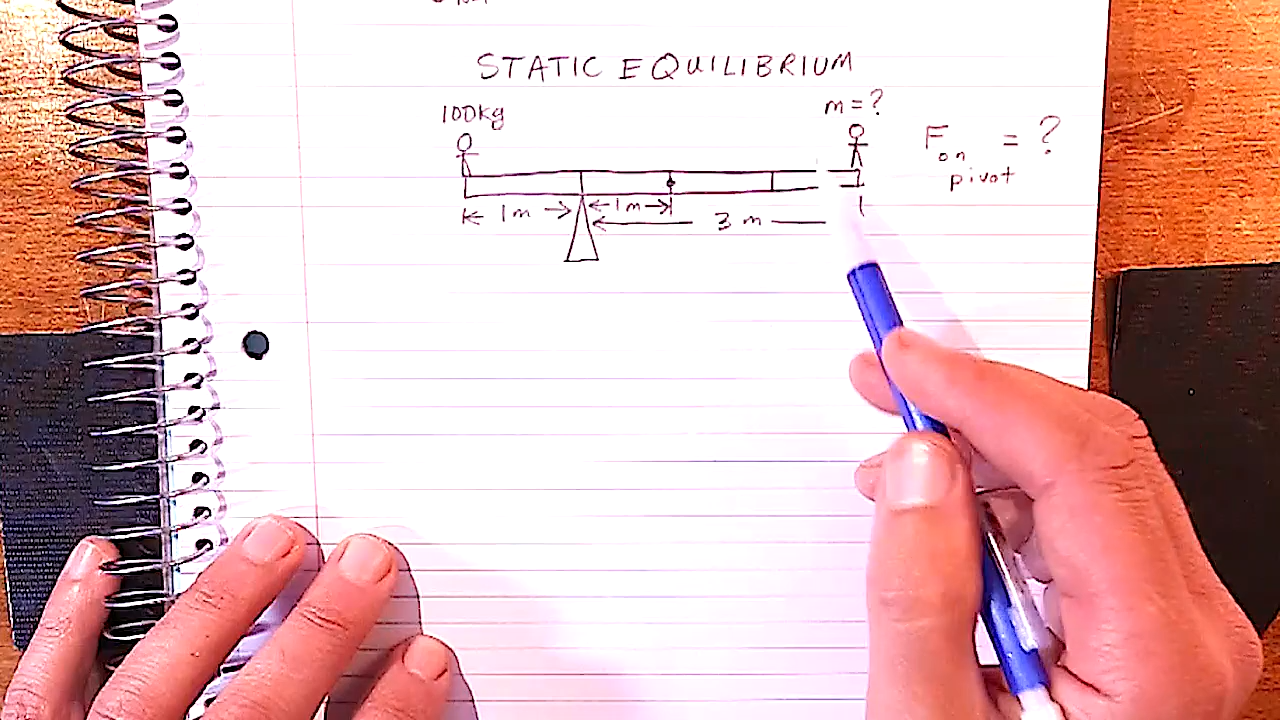 STATIC EQUILIBRIUM
100kg
m = ?
F on pivot = ?
1m
1m
3 m